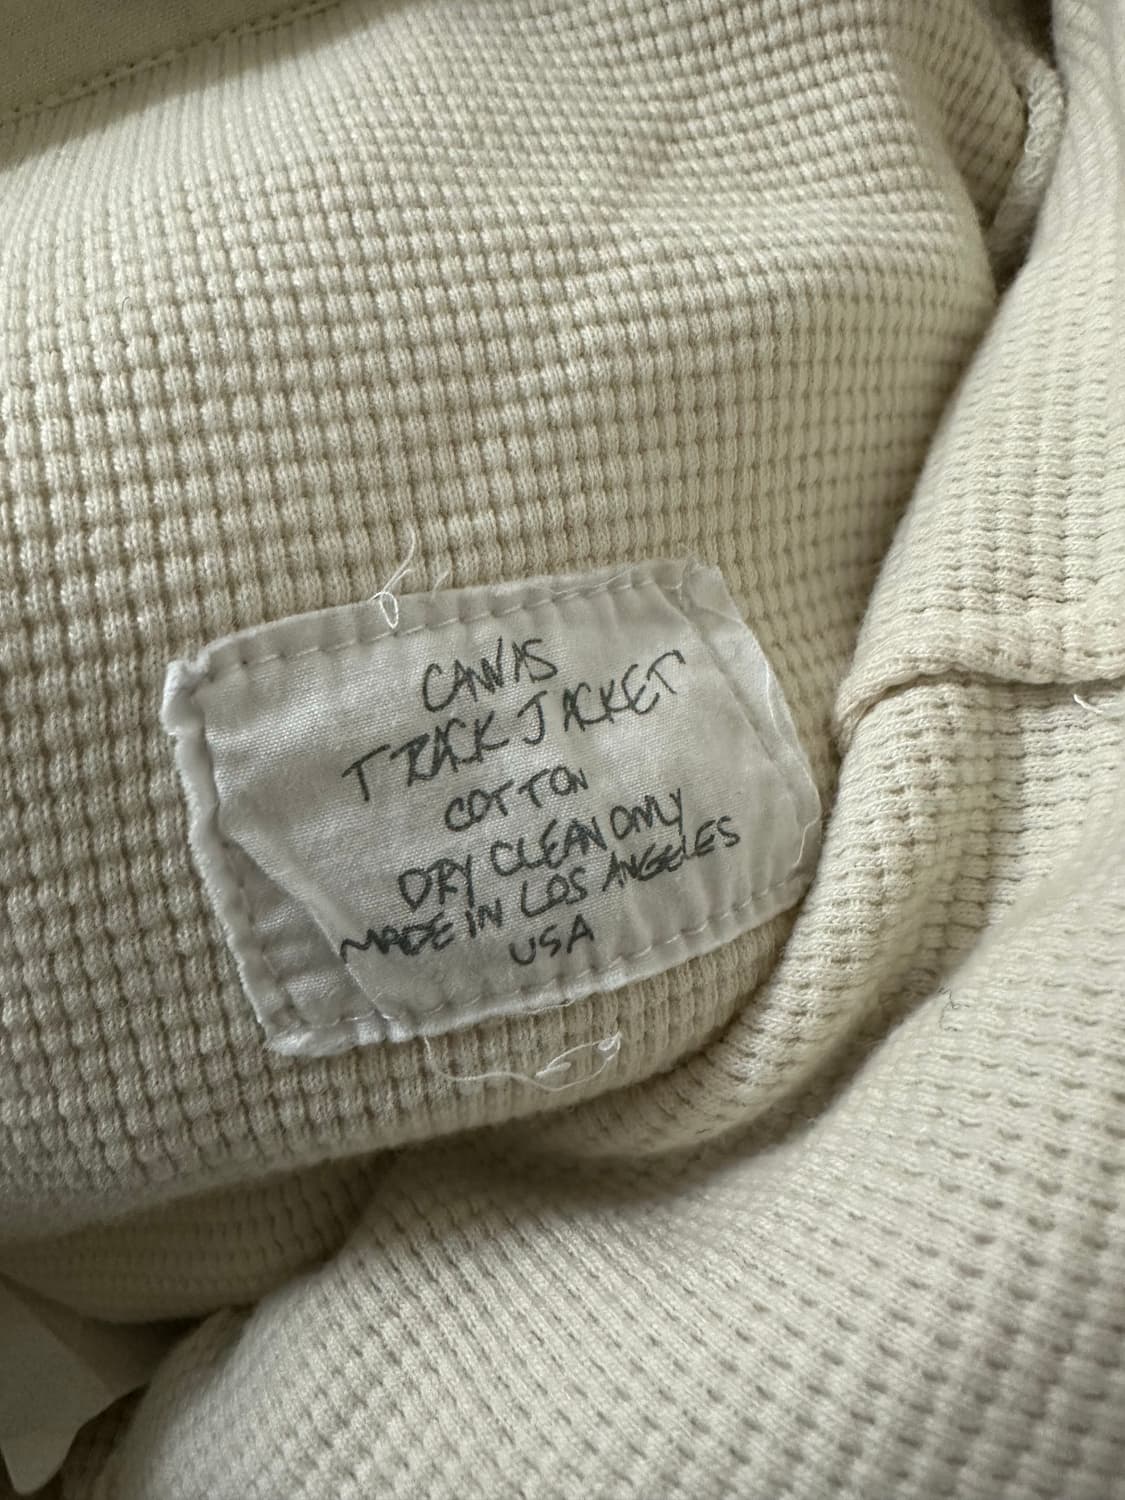 CANVAS
TRACK JACKET
COTTON
DRY CLEAN ONLY
MADE IN LOS ANGELES
USA